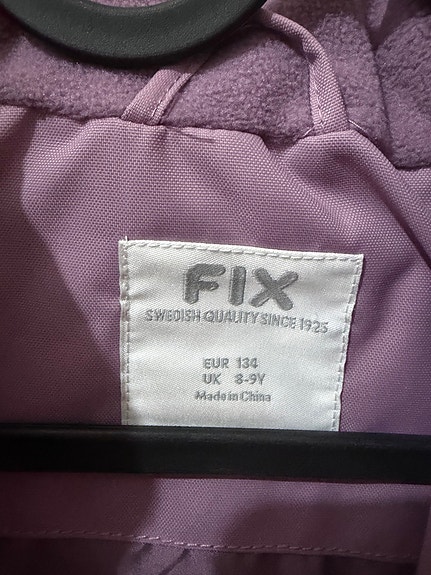 FIX
SWEDISH QUALITY SINCE 1925
EUR 134
UK 8-9Y
Made in China